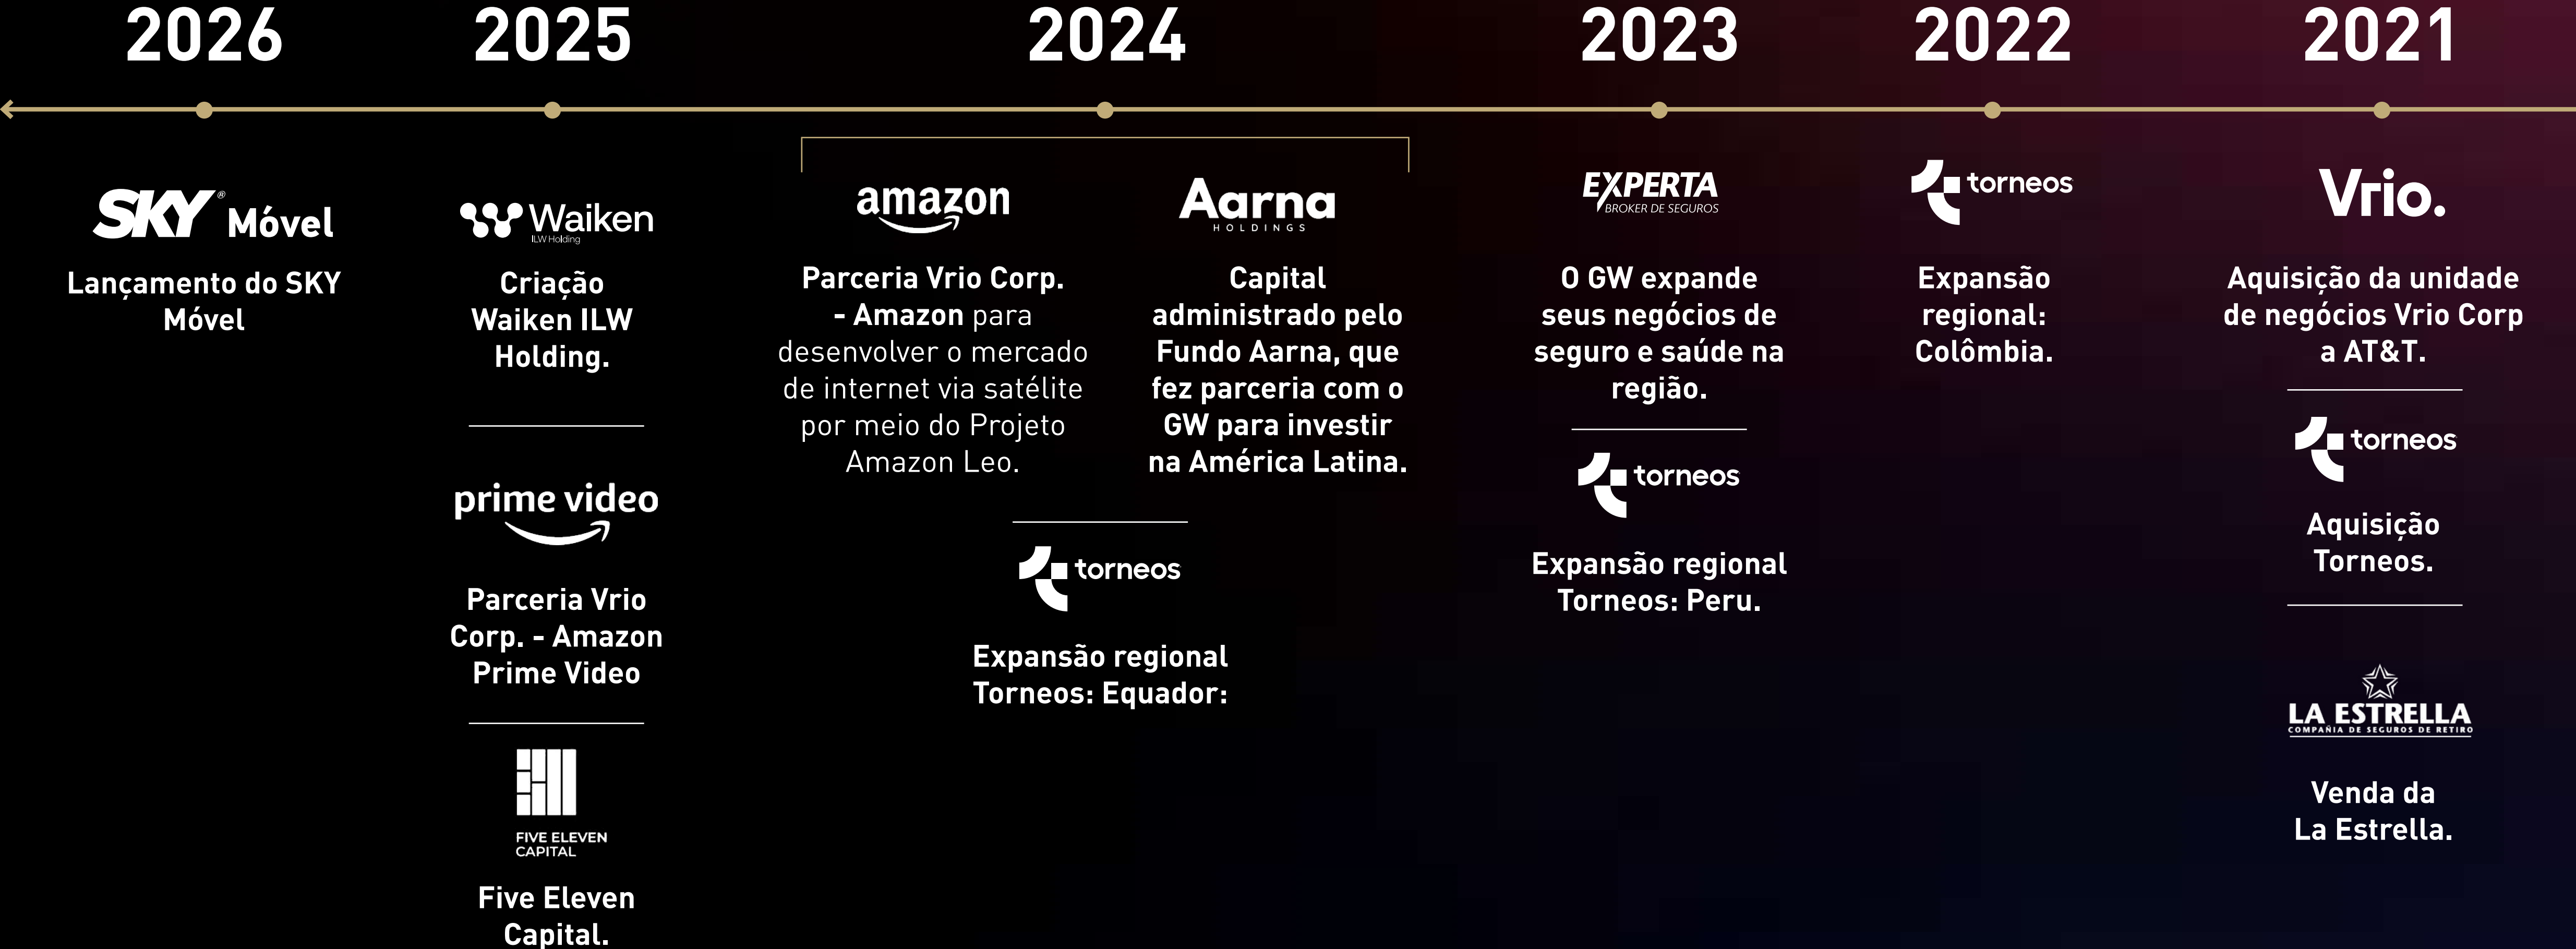 2026
SKY® Móvel
Lançamento do SKY
Móvel
2025
Waiken
ILW Holding
Criação
Waiken ILW
Holding.
prime video
Parceria Vrio
Corp. - Amazon
Prime Video
FIVE ELEVEN
CAPITAL
Five Eleven
Capital.
2024
amazon
Parceria Vrio Corp.
- Amazon para
desenvolver o mercado
de internet via satélite
por meio do Projeto
Amazon Leo.
Aarna
HOLDINGS
Capital
administrado pelo
Fundo Aarna, que
fez parceria com o
GW para investir
na América Latina.
torneos
Expansão regional
Torneos: Equador:
2023
EXPERTA
BROKER DE SEGUROS
O GW expande
seus negócios de
seguro e saúde na
região.
torneos
Expansão regional
Torneos: Peru.
2022
torneos
Expansão
regional:
Colômbia.
2021
Vrio.
Aquisição da unidade
de negócios Vrio Corp
a AT&T.
torneos
Aquisição
Torneos.
LA ESTRELLA
COMPAÑIA DE SEGUROS DE RETIRO
Venda da
La Estrella.